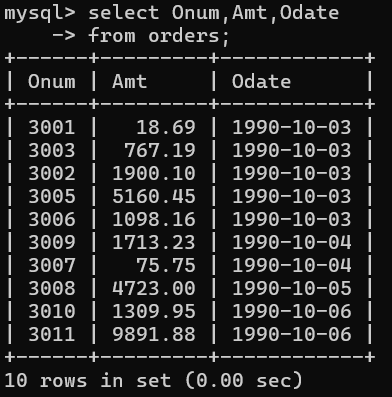 mysql> select Onum,Amt,Odate
    -> from orders;
+------+---------+------------+
| Onum | Amt     | Odate      |
+------+---------+------------+
| 3001 |   18.69 | 1990-10-03 |
| 3003 |  767.19 | 1990-10-03 |
| 3002 | 1900.10 | 1990-10-03 |
| 3005 | 5160.45 | 1990-10-03 |
| 3006 | 1098.16 | 1990-10-03 |
| 3009 | 1713.23 | 1990-10-04 |
| 3007 |   75.75 | 1990-10-04 |
| 3008 | 4723.00 | 1990-10-05 |
| 3010 | 1309.95 | 1990-10-06 |
| 3011 | 9891.88 | 1990-10-06 |
+------+---------+------------+
10 rows in set (0.00 sec)